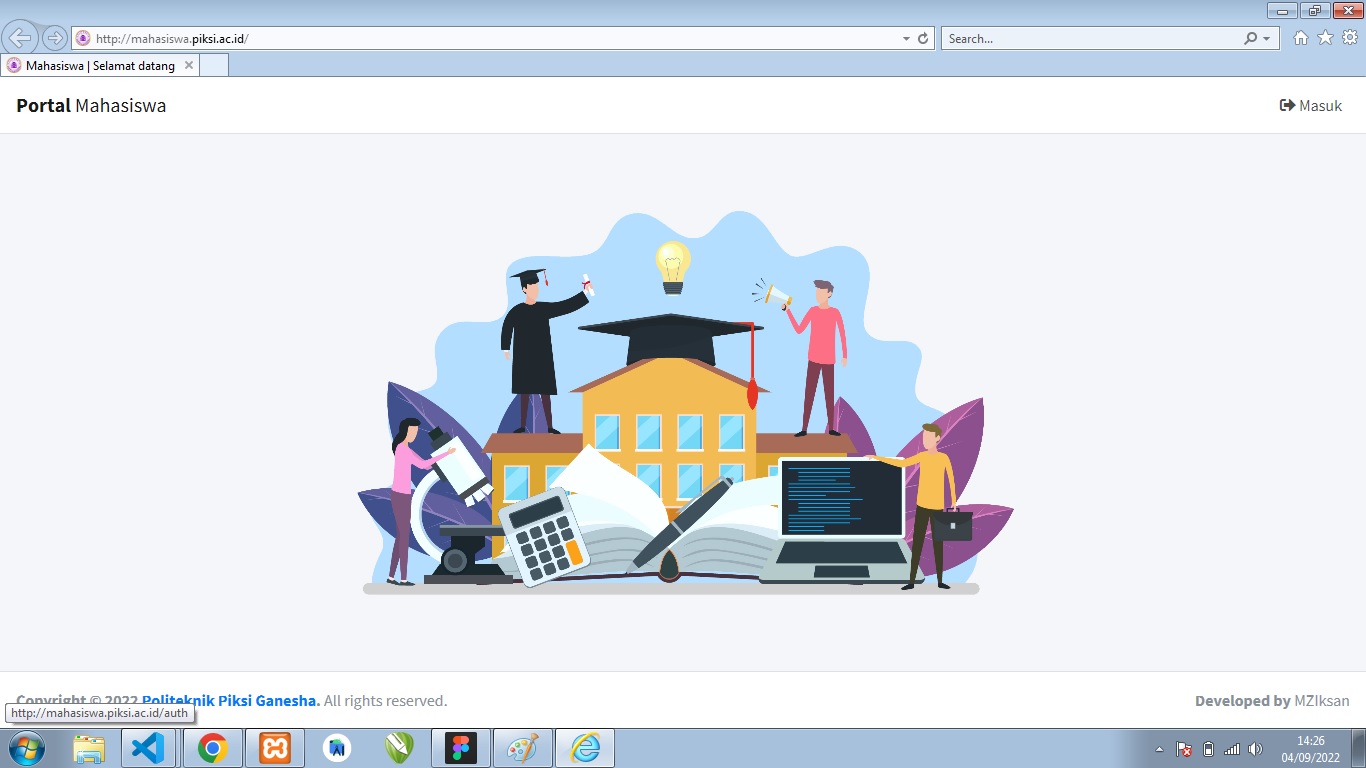 http://mahasiswa.piksi.ac.id/
Search...
Mahasiswa | Selamat datang
Portal Mahasiswa
Masuk
Copyright © 2022 Politeknik Piksi Ganesha. All rights reserved.
Developed by MZIksan
http://mahasiswa.piksi.ac.id/auth
14:26
04/09/2022